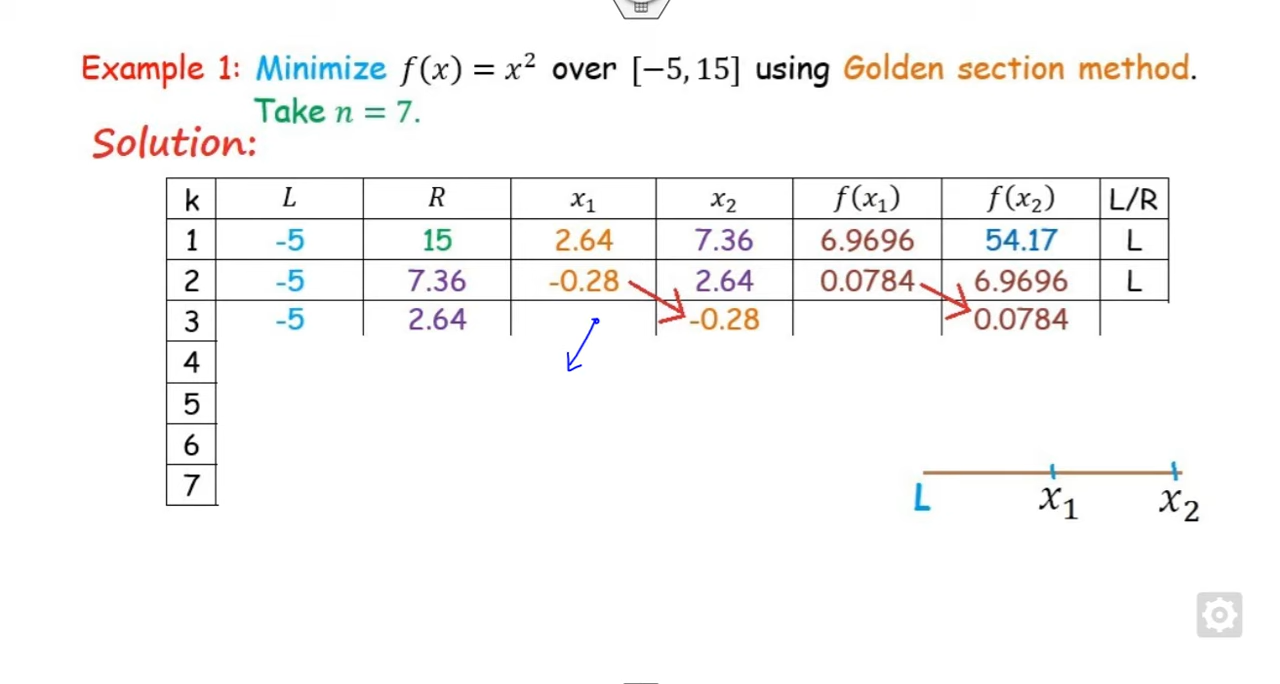 Example 1: Minimize f(x) = x² over [−5, 15] using Golden section method.
Take n = 7.
Solution:
k L R x₁ x₂ f(x₁) f(x₂) L/R
1 -5 15 2.64 7.36 6.9696 54.17 L
2 -5 7.36 -0.28 2.64 0.0784 6.9696 L
3 -5 2.64 -0.28 0.0784
4
5
6
7
L x₁ x₂